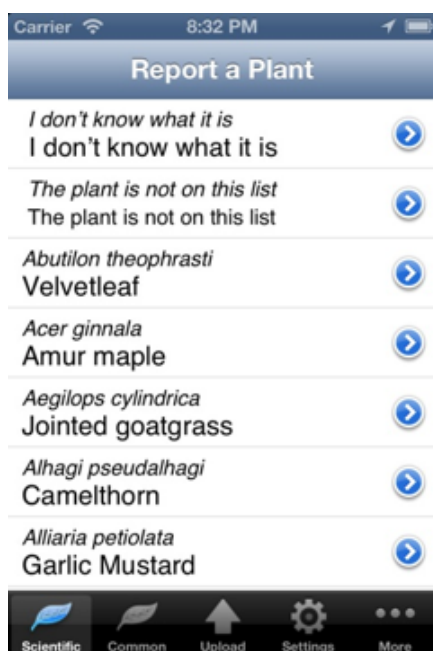 Carrier 8:32 PM
Report a Plant
I don't know what it is
I don't know what it is
The plant is not on this list
The plant is not on this list
Abutilon theophrasti
Velvetleaf
Acer ginnala
Amur maple
Aegilops cylindrica
Jointed goatgrass
Alhagi pseudalhagi
Camelthorn
Alliaria petiolata
Garlic Mustard
Scientific Common Upload Settings More